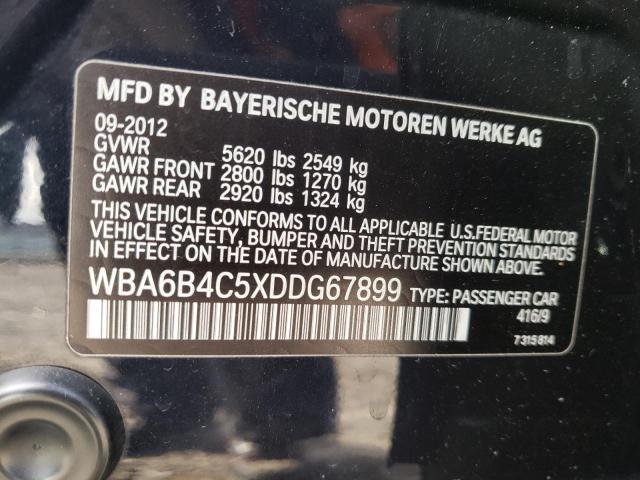 MFD BY BAYERISCHE MOTOREN WERKE AG
09-2012
GVWR 5620 lbs 2549 kg
GAWR FRONT 2800 lbs 1270 kg
GAWR REAR 2920 lbs 1324 kg
THIS VEHICLE CONFORMS TO ALL APPLICABLE U.S.FEDERAL MOTOR
VEHICLE SAFETY, BUMPER AND THEFT PREVENTION STANDARDS
IN EFFECT ON THE DATE OF MANUFACTURE SHOWN ABOVE.
WBA6B4C5XDDG67899 TYPE: PASSENGER CAR
416/9
7315814